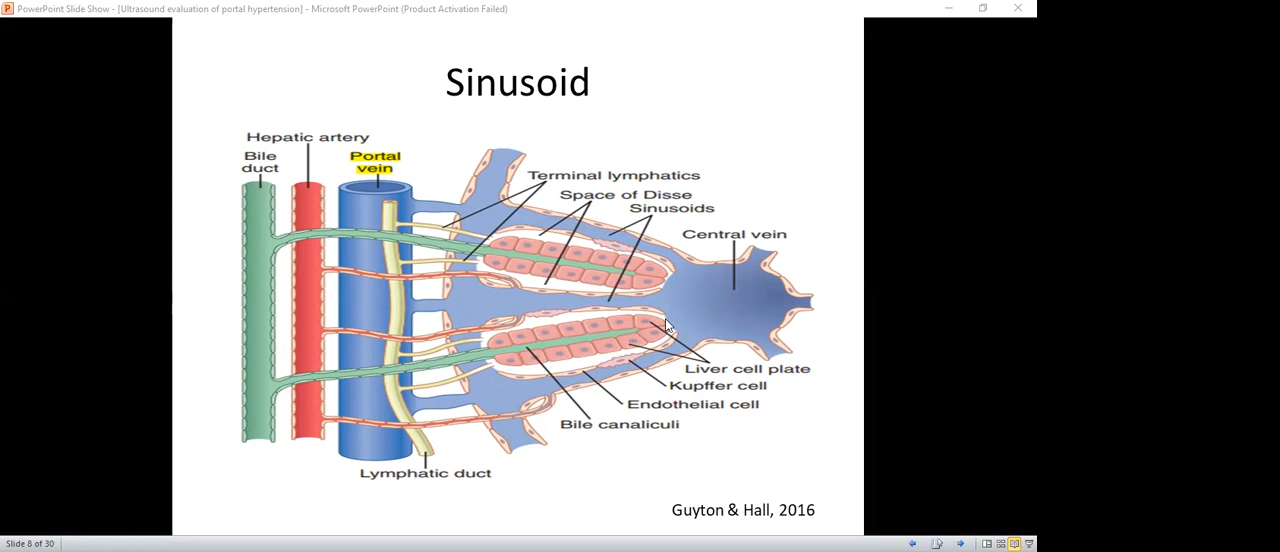 PowerPoint Slide Show - [Ultrasound evaluation of portal hypertension] - Microsoft PowerPoint (Product Activation Failed)
Sinusoid
Hepatic artery
Bile
duct
Portal
vein
Terminal lymphatics
Space of Disse
Sinusoids
Central vein
Liver cell plate
Kupffer cell
Endothelial cell
Bile canaliculi
Lymphatic duct
Guyton & Hall, 2016
Slide 8 of 30